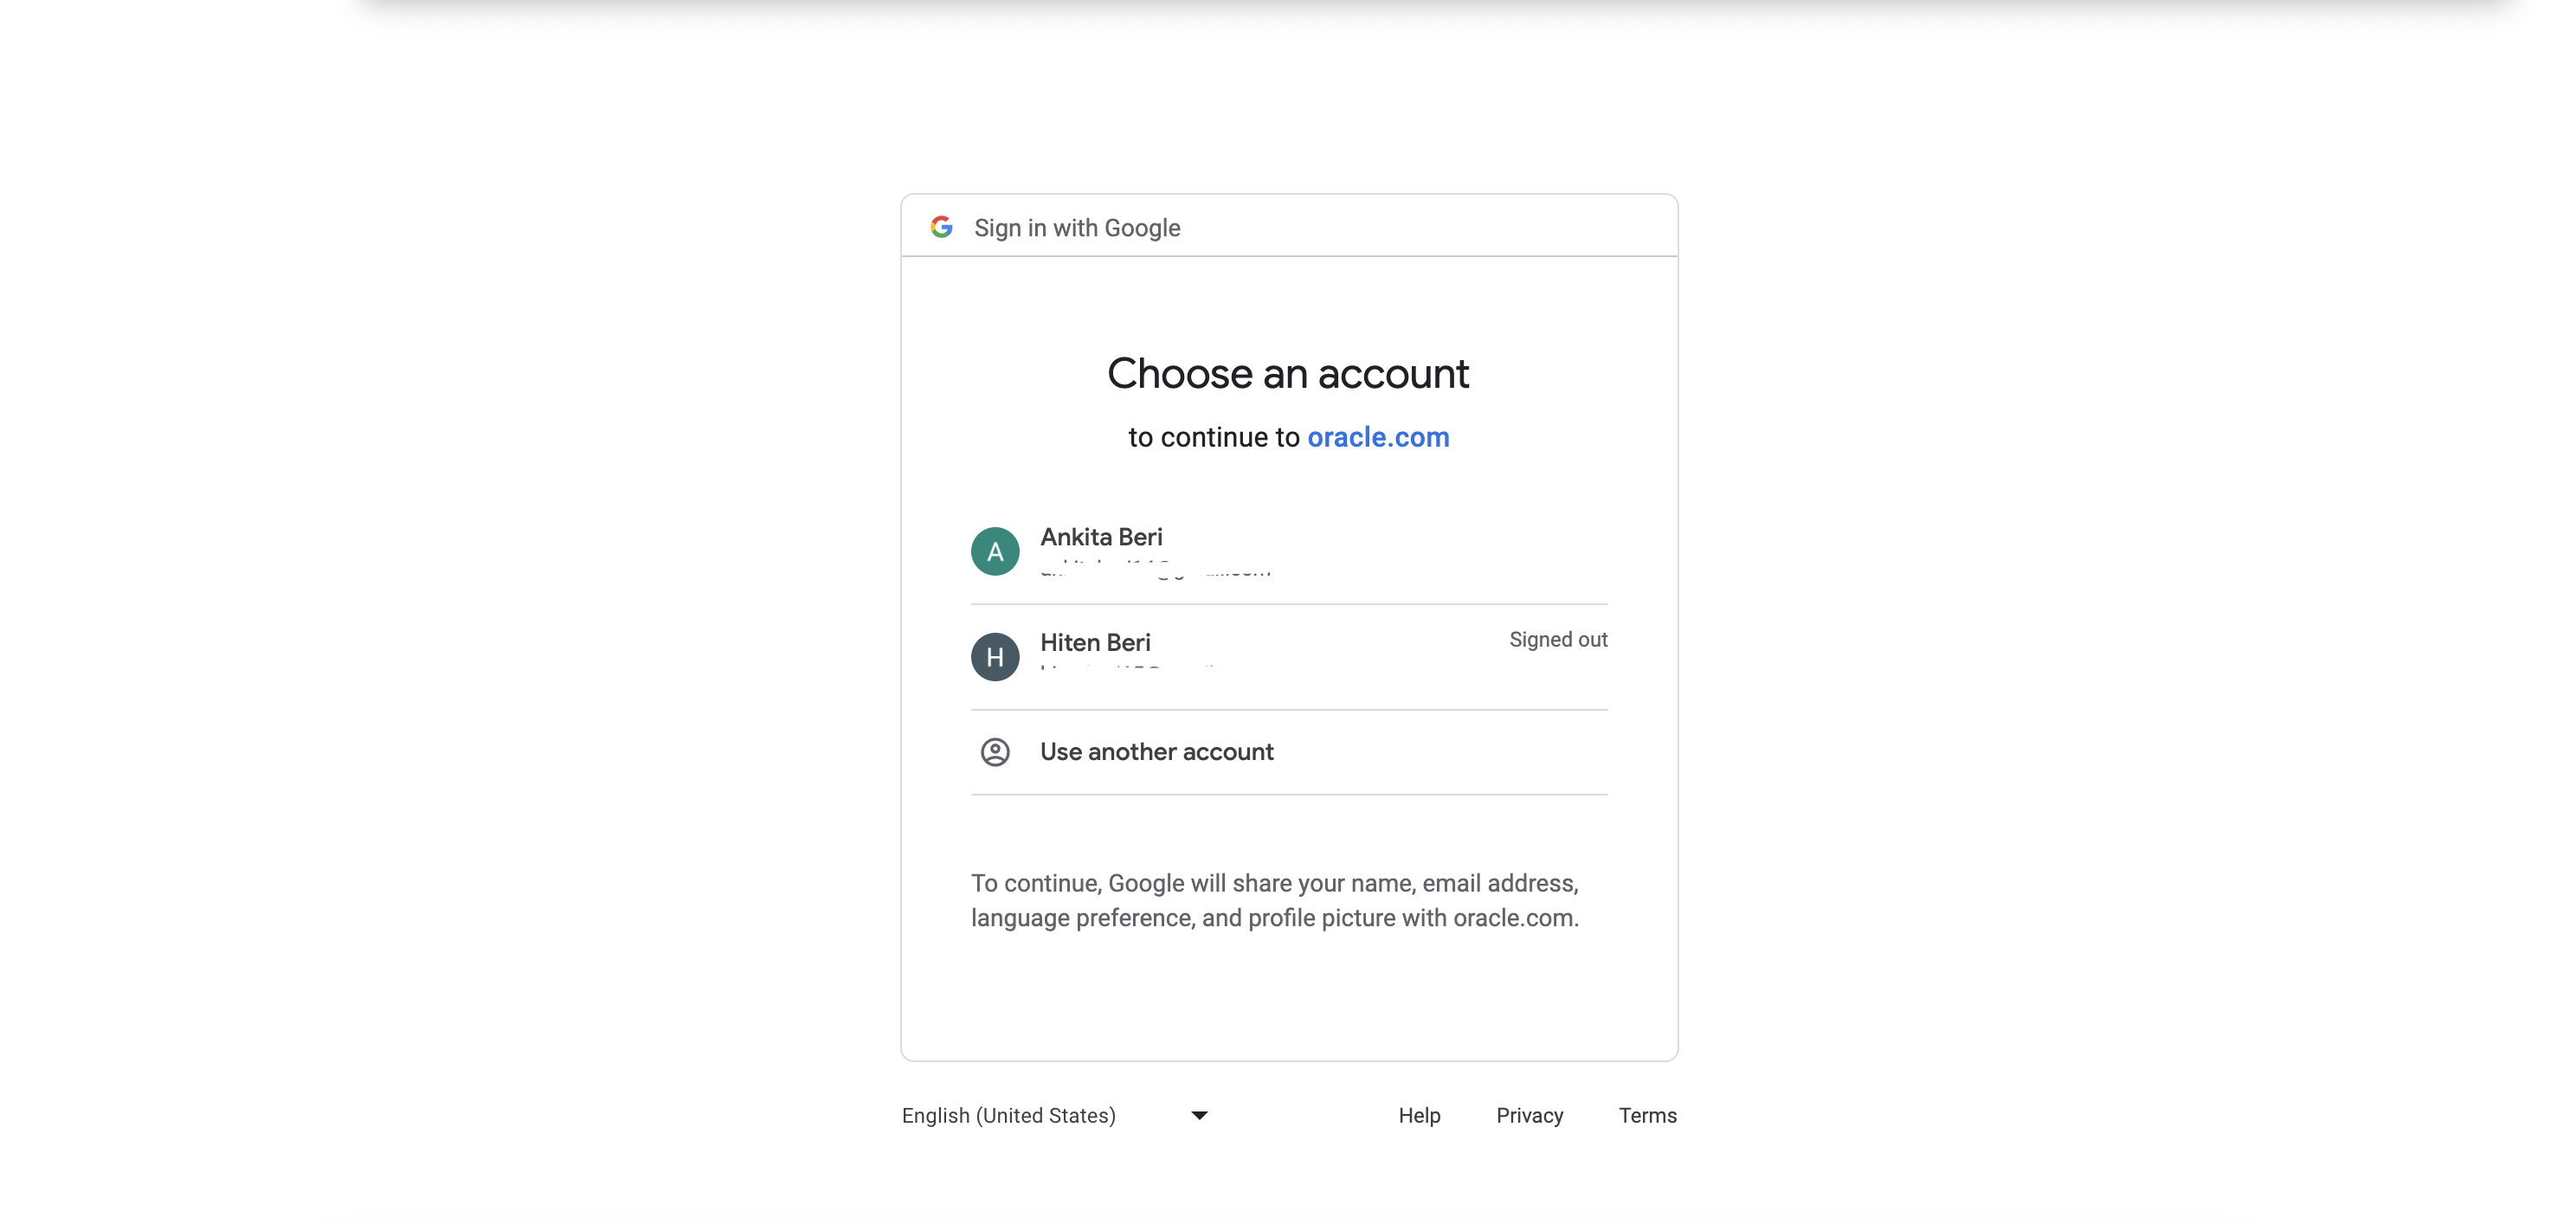 Sign in with Google
Choose an account
to continue to oracle.com
A
Ankita Beri
H
Hiten Beri
Signed out
Use another account
To continue, Google will share your name, email address,
language preference, and profile picture with oracle.com.
English (United States)
Help
Privacy
Terms